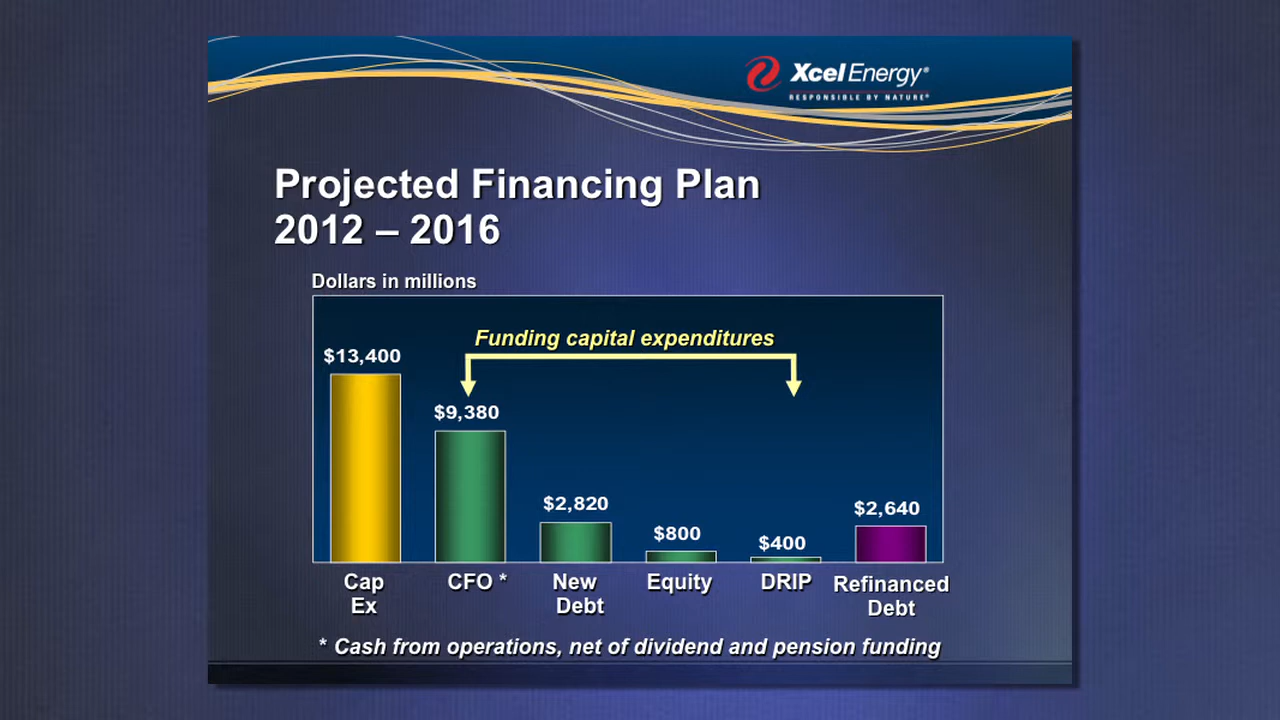 Xcel Energy®
RESPONSIBLE BY NATURE®
Projected Financing Plan
2012 – 2016
Dollars in millions
Funding capital expenditures
$13,400
$9,380
$2,820
$800
$400
$2,640
Cap
Ex
CFO *
New
Debt
Equity
DRIP
Refinanced
Debt
* Cash from operations, net of dividend and pension funding